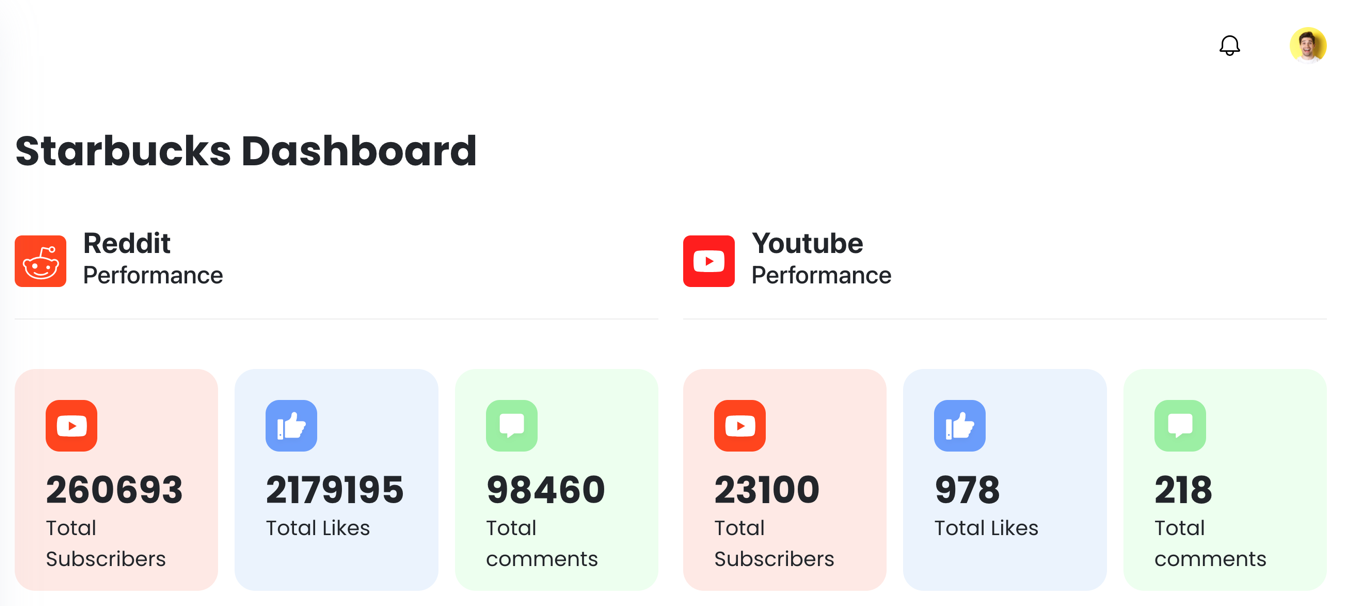 Starbucks Dashboard
Reddit
Performance
Youtube
Performance
260693
Total
Subscribers
2179195
Total Likes
98460
Total
comments
23100
Total
Subscribers
978
Total Likes
218
Total
comments